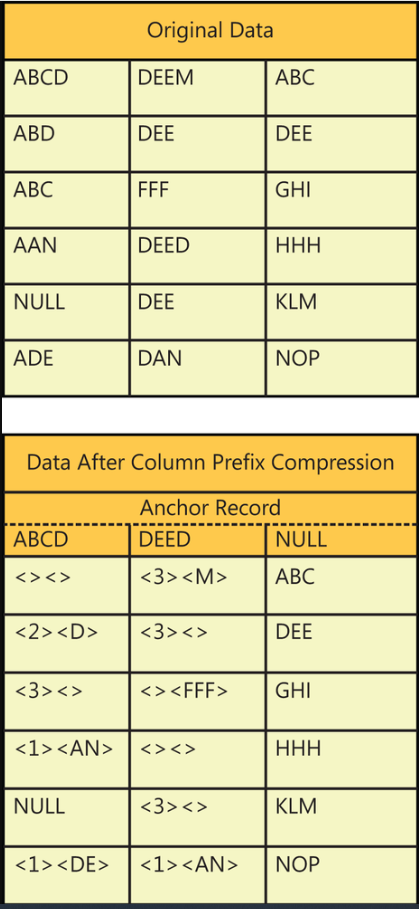 Original Data
ABCD DEEM ABC
ABD DEE DEE
ABC FFF GHI
AAN DEED HHH
NULL DEE KLM
ADE DAN NOP
Data After Column Prefix Compression
Anchor Record
ABCD DEED NULL
<><> <3><M> ABC
<2><D> <3><> DEE
<3><> <><FFF> GHI
<1><AN> <><> HHH
NULL <3><> KLM
<1><DE> <1><AN> NOP